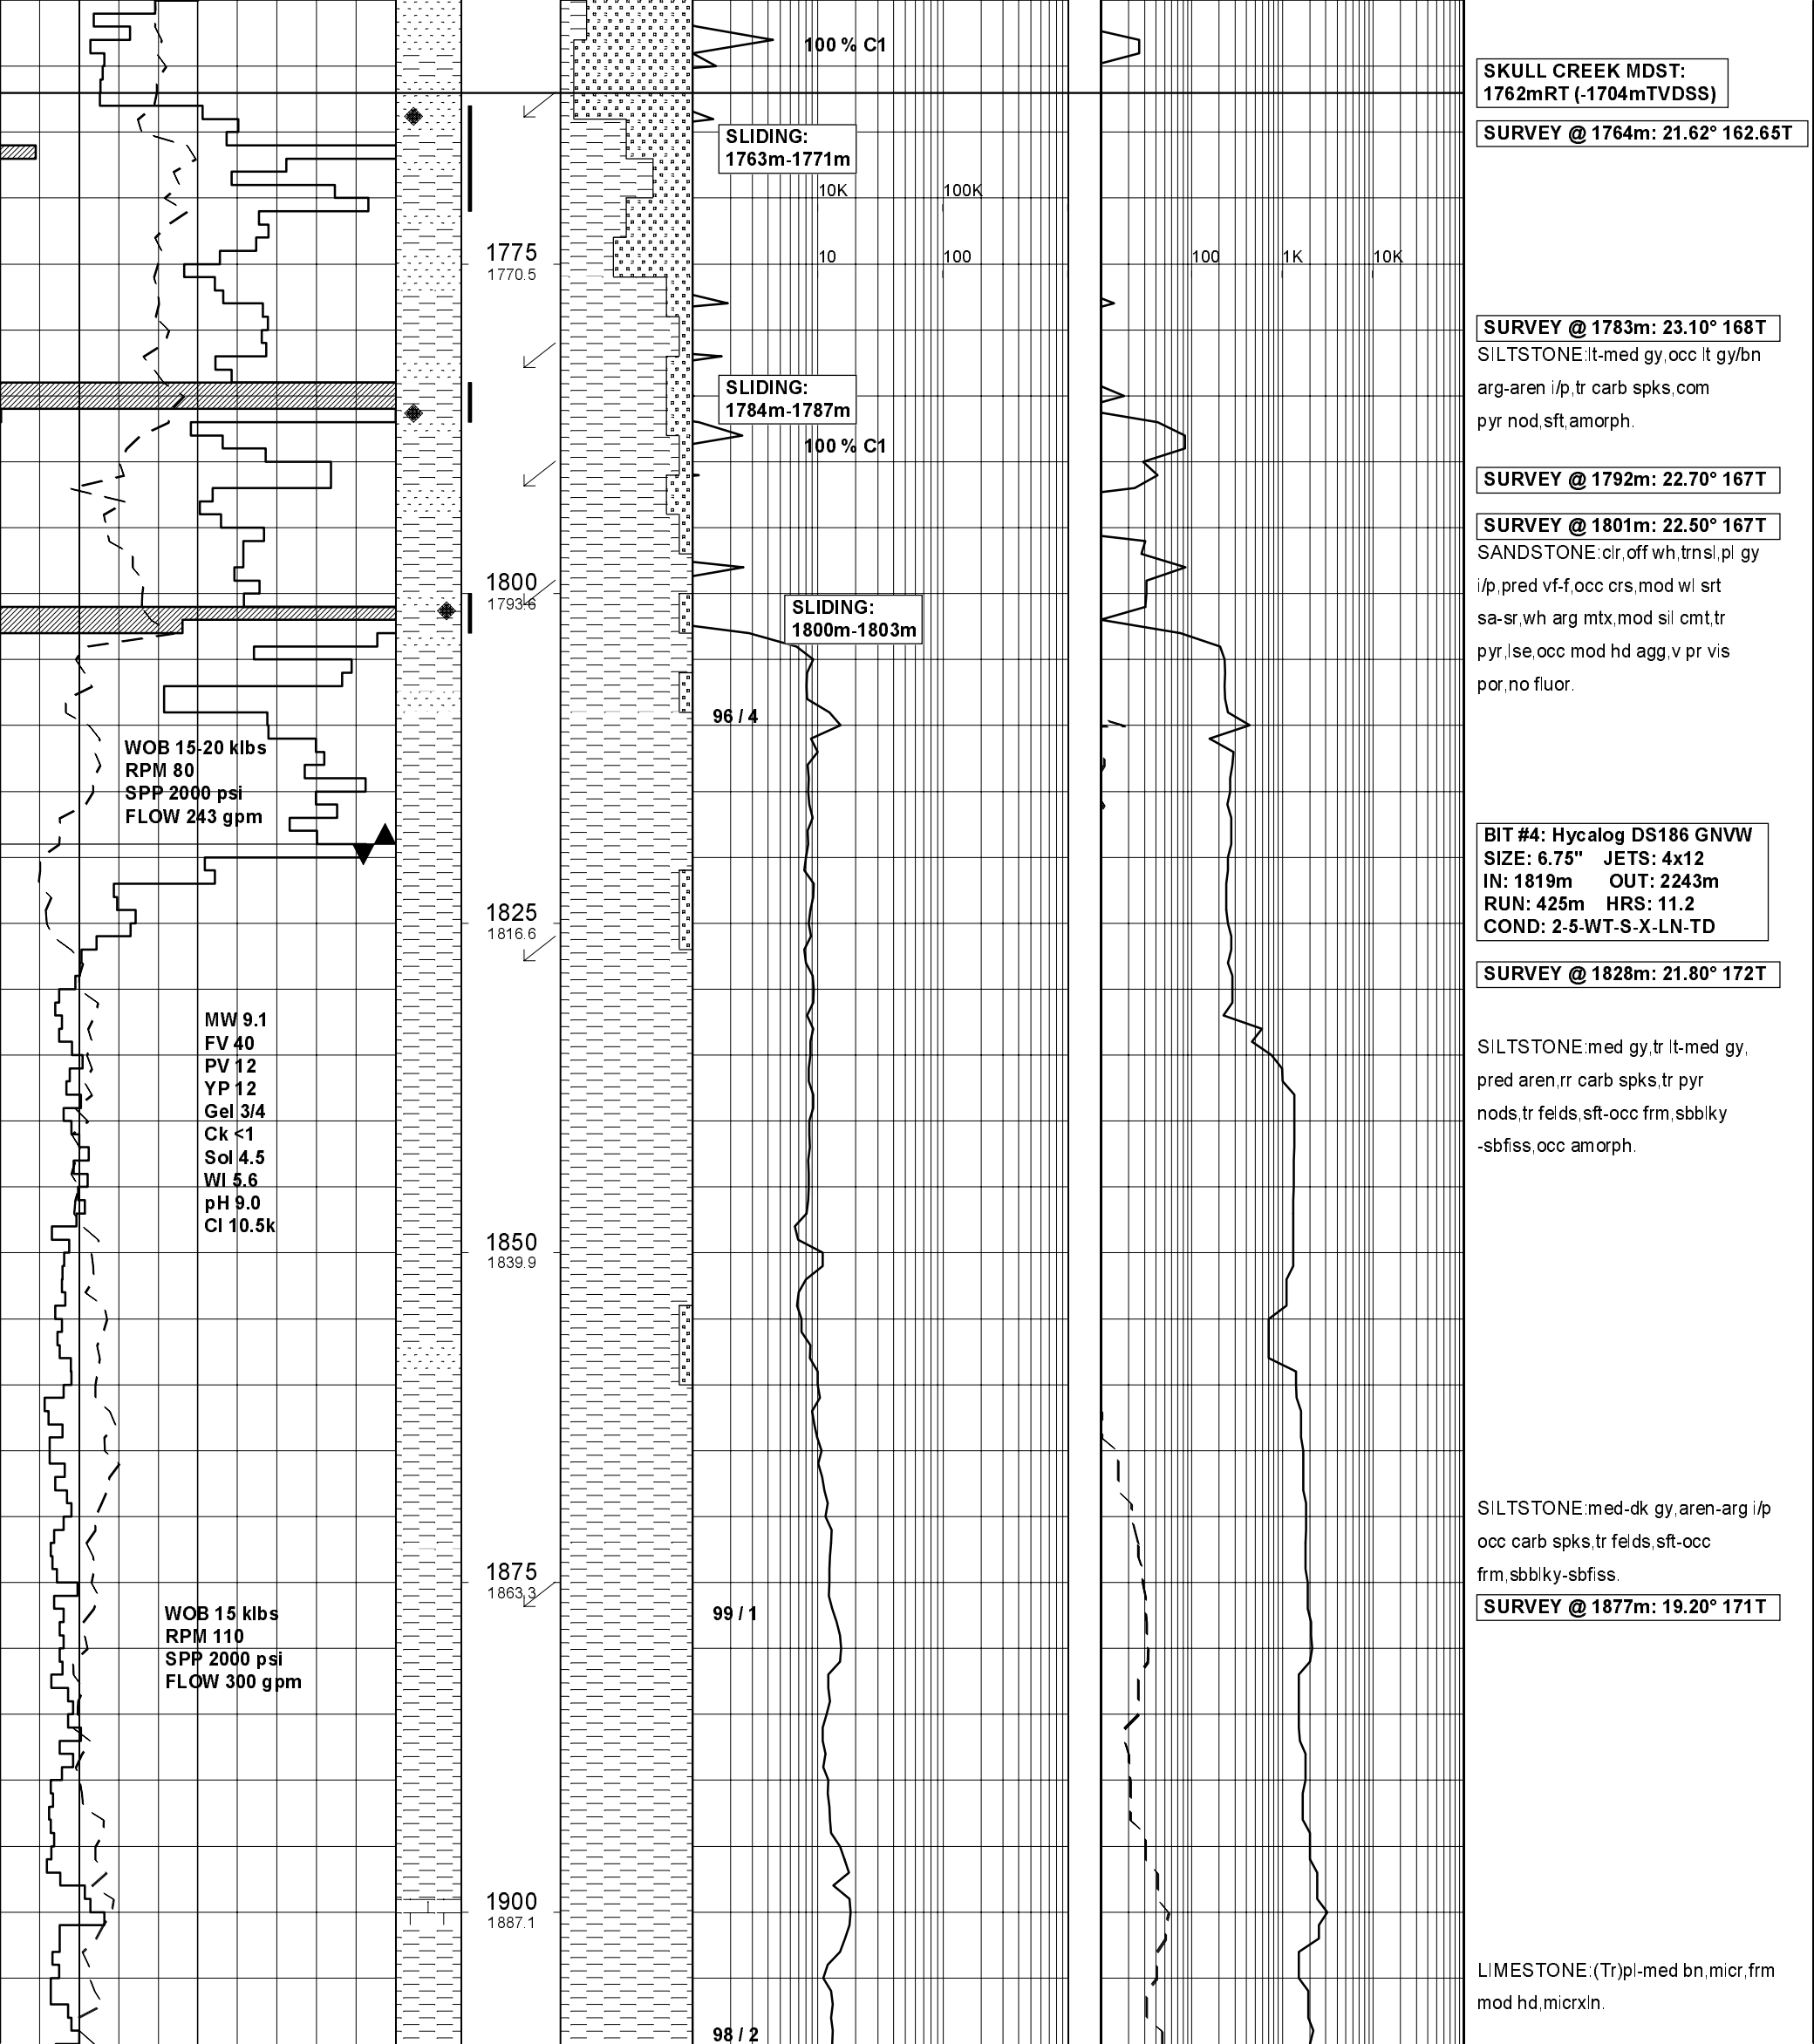 100 % C1
SKULL CREEK MDST:
1762mRT (-1704mTVDSS)
SURVEY @ 1764m: 21.62° 162.65T
SLIDING:
1763m-1771m
10K 100K
1775
1770.5
10 100
100 1K 10K
SURVEY @ 1783m: 23.10° 168T
SILTSTONE:lt-med gy,occ lt gy/bn
arg-aren i/p,tr carb spks,com
pyr nod,sft,amorph.
SLIDING:
1784m-1787m
100 % C1
SURVEY @ 1792m: 22.70° 167T
SURVEY @ 1801m: 22.50° 167T
SANDSTONE:clr,off wh,trnsl,pl gy
i/p,pred vf-f,occ crs,mod wl srt
sa-sr,wh arg mtx,mod sil cmt,tr
pyr,lse,occ mod hd agg,v pr vis
por,no fluor.
1800
1793.6
SLIDING:
1800m-1803m
96 / 4
WOB 15-20 klbs
RPM 80
SPP 2000 psi
FLOW 243 gpm
BIT #4: Hycalog DS186 GNVW
SIZE: 6.75" JETS: 4x12
IN: 1819m OUT: 2243m
RUN: 425m HRS: 11.2
COND: 2-5-WT-S-X-LN-TD
1825
1816.6
SURVEY @ 1828m: 21.80° 172T
MW 9.1
FV 40
PV 12
YP 12
Gel 3/4
Ck <1
Sol 4.5
Wl 5.6
pH 9.0
Cl 10.5k
SILTSTONE:med gy,tr lt-med gy,
pred aren,rr carb spks,tr pyr
nods,tr felds,sft-occ frm,sbblky
-sbfiss,occ amorph.
1850
1839.9
SILTSTONE:med-dk gy,aren-arg i/p
occ carb spks,tr felds,sft-occ
frm,sbblky-sbfiss.
1875
1863.3
SURVEY @ 1877m: 19.20° 171T
99 / 1
WOB 15 klbs
RPM 110
SPP 2000 psi
FLOW 300 gpm
1900
1887.1
LIMESTONE:(Tr)pl-med bn,micr,frm
mod hd,micrxln.
98 / 2